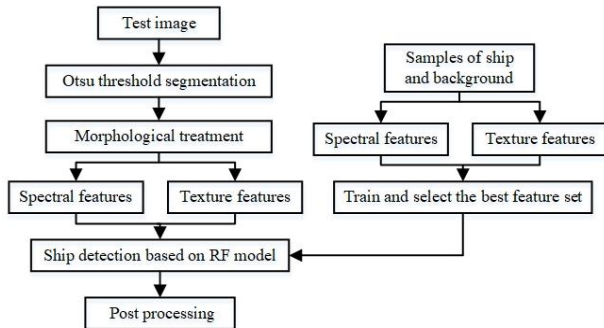 Test image
Otsu threshold segmentation
Morphological treatment
Spectral features
Texture features
Ship detection based on RF model
Post processing
Samples of ship
and background
Spectral features
Texture features
Train and select the best feature set